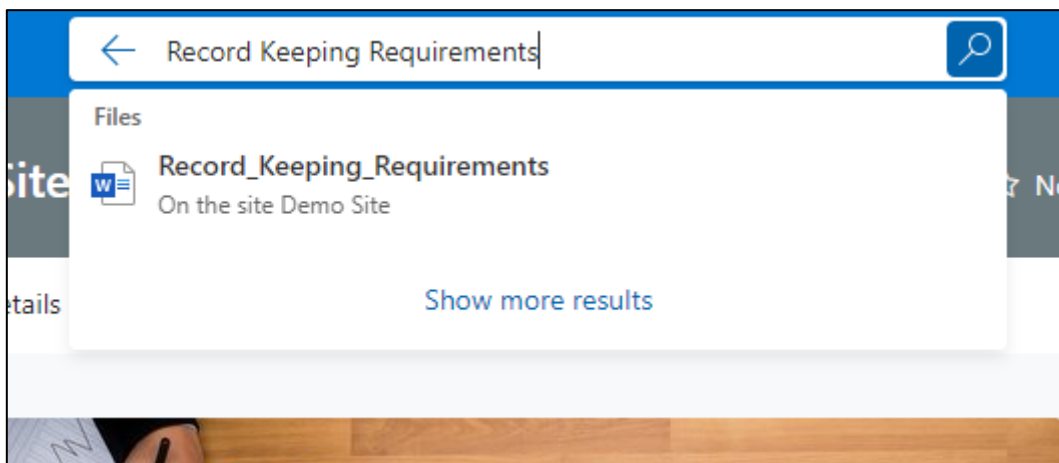 Record Keeping Requirements
Files
Record_Keeping_Requirements
W
On the site Demo Site
Show more results